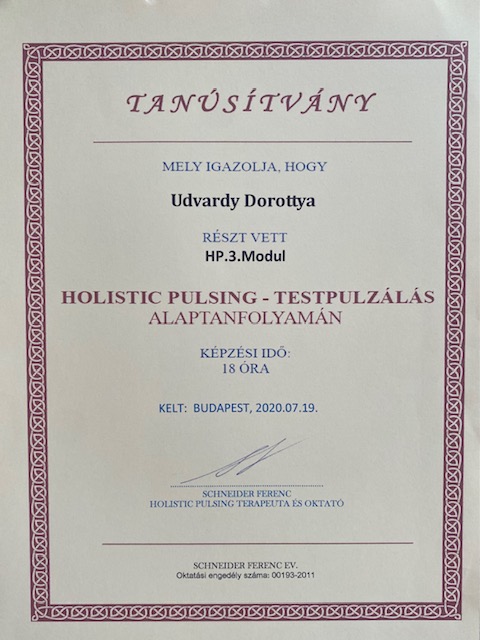 TANÚSÍTVÁNY
MELY IGAZOLJA, HOGY
Udvardy Dorottya
RÉSZT VETT
HP.3.Modul
HOLISTIC PULSING - TESTPULZÁLÁS
ALAPTANFOLYAMÁN
KÉPZÉSI IDŐ:
18 ÓRA
KELT: BUDAPEST, 2020.07.19.
SCHNEIDER FERENC
HOLISTIC PULSING TERAPEUTA ÉS OKTATÓ
SCHNEIDER FERENC EV.
Oktatási engedély száma: 00193-2011